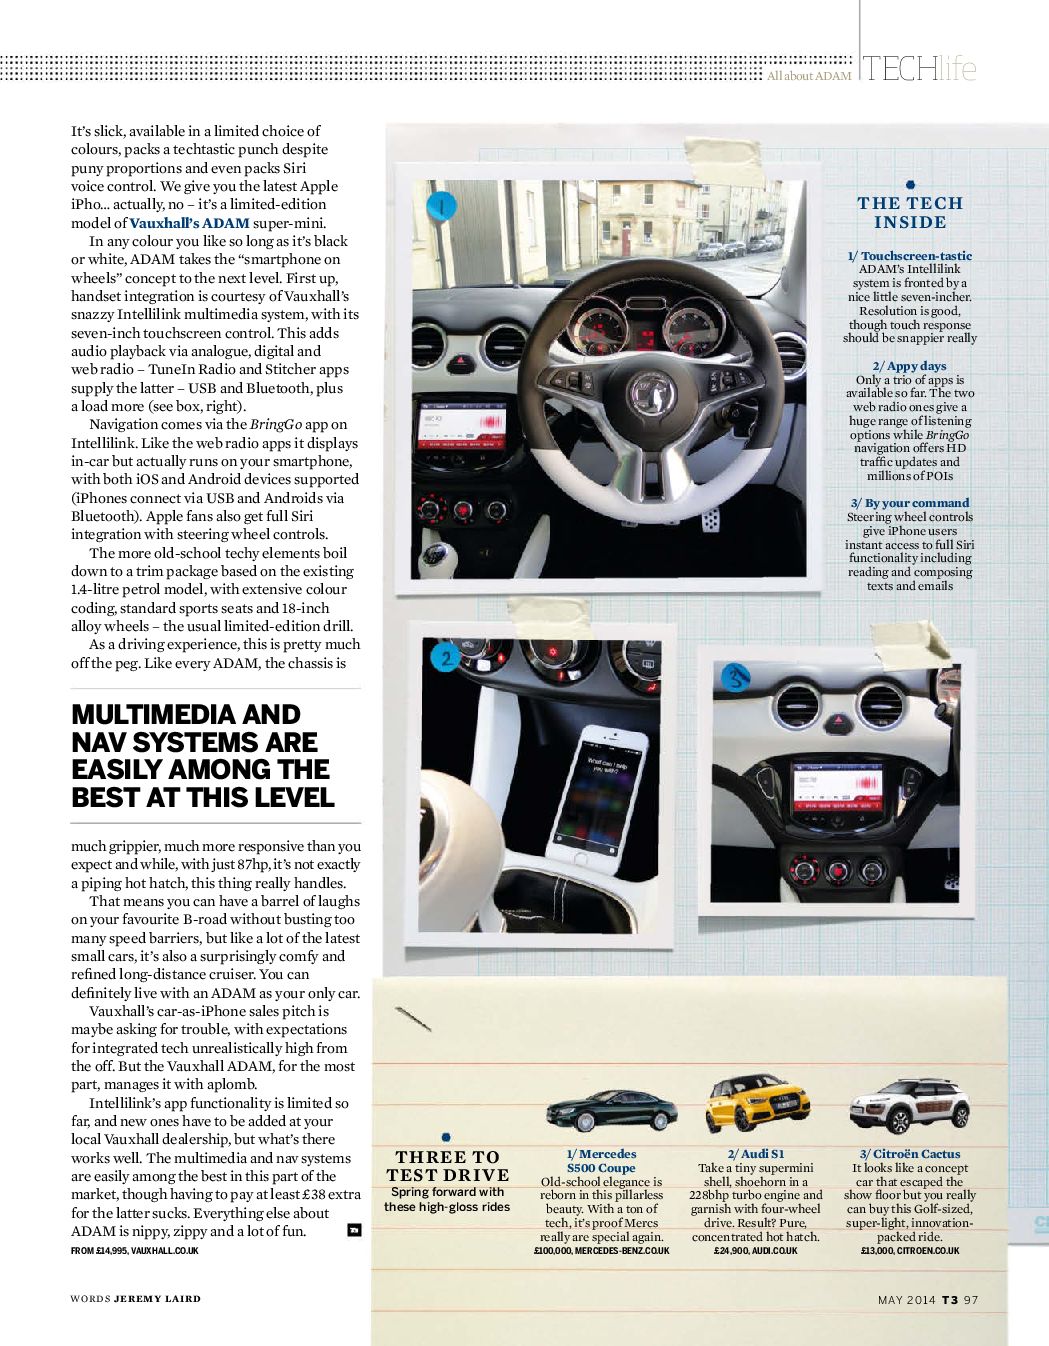 All about ADAM
TECHlife
It's slick, available in a limited choice of
colours, packs a techtastic punch despite
puny proportions and even packs Siri
voice control. We give you the latest Apple
iPho... actually, no – it's a limited-edition
model of Vauxhall's ADAM super-mini.
In any colour you like so long as it's black
or white, ADAM takes the “smartphone on
wheels” concept to the next level. First up,
handset integration is courtesy of Vauxhall's
snazzy Intellilink multimedia system, with its
seven-inch touchscreen control. This adds
audio playback via analogue, digital and
web radio – TuneIn Radio and Stitcher apps
supply the latter – USB and Bluetooth, plus
a load more (see box, right).
Navigation comes via the BringGo app on
Intellilink. Like the web radio apps it displays
in-car but actually runs on your smartphone,
with both iOS and Android devices supported
(iPhones connect via USB and Androids via
Bluetooth). Apple fans also get full Siri
integration with steering wheel controls.
The more old-school techy elements boil
down to a trim package based on the existing
1.4-litre petrol model, with extensive colour
coding, standard sports seats and 18-inch
alloy wheels – the usual limited-edition drill.
As a driving experience, this is pretty much
off the peg. Like every ADAM, the chassis is
MULTIMEDIA AND
NAV SYSTEMS ARE
EASILY AMONG THE
BEST AT THIS LEVEL
much grippier, much more responsive than you
expect and while, with just 87hp, it's not exactly
a piping hot hatch, this thing really handles.
That means you can have a barrel of laughs
on your favourite B-road without busting too
many speed barriers, but like a lot of the latest
small cars, it's also a surprisingly comfy and
refined long-distance cruiser. You can
definitely live with an ADAM as your only car.
Vauxhall's car-as-iPhone sales pitch is
maybe asking for trouble, with expectations
for integrated tech unrealistically high from
the off. But the Vauxhall ADAM, for the most
part, manages it with aplomb.
Intellilink's app functionality is limited so
far, and new ones have to be added at your
local Vauxhall dealership, but what's there
works well. The multimedia and nav systems
are easily among the best in this part of the
market, though having to pay at least £38 extra
for the latter sucks. Everything else about
ADAM is nippy, zippy and a lot of fun.
T3
FROM £14,995, VAUXHALL.CO.UK
WORDS JEREMY LAIRD
1
THE TECH
INSIDE
1/ Touchscreen-tastic
ADAM's Intellilink
system is fronted by a
nice little seven-incher.
Resolution is good,
though touch response
should be snappier really
2/ Appy days
Only a trio of apps is
available so far. The two
web radio ones give a
huge range of listening
options while BringGo
navigation offers HD
traffic updates and
millions of POIs
3/ By your command
Steering wheel controls
give iPhone users
instant access to full Siri
functionality including
reading and composing
texts and emails
2
What can I help
you with?
3
THREE TO
TEST DRIVE
Spring forward with
these high-gloss rides
1/ Mercedes
S500 Coupe
Old-school elegance is
reborn in this pillarless
beauty. With a ton of
tech, it's proof Mercs
really are special again.
£100,000, MERCEDES-BENZ.CO.UK
2/ Audi S1
Take a tiny supermini
shell, shoehorn in a
228bhp turbo engine and
garnish with four-wheel
drive. Result? Pure,
concentrated hot hatch.
£24,900, AUDI.CO.UK
3/ Citroën Cactus
It looks like a concept
car that escaped the
show floor but you really
can buy this Golf-sized,
super-light, innovation-
packed ride.
£13,000, CITROEN.CO.UK
MAY 2014 T3 97